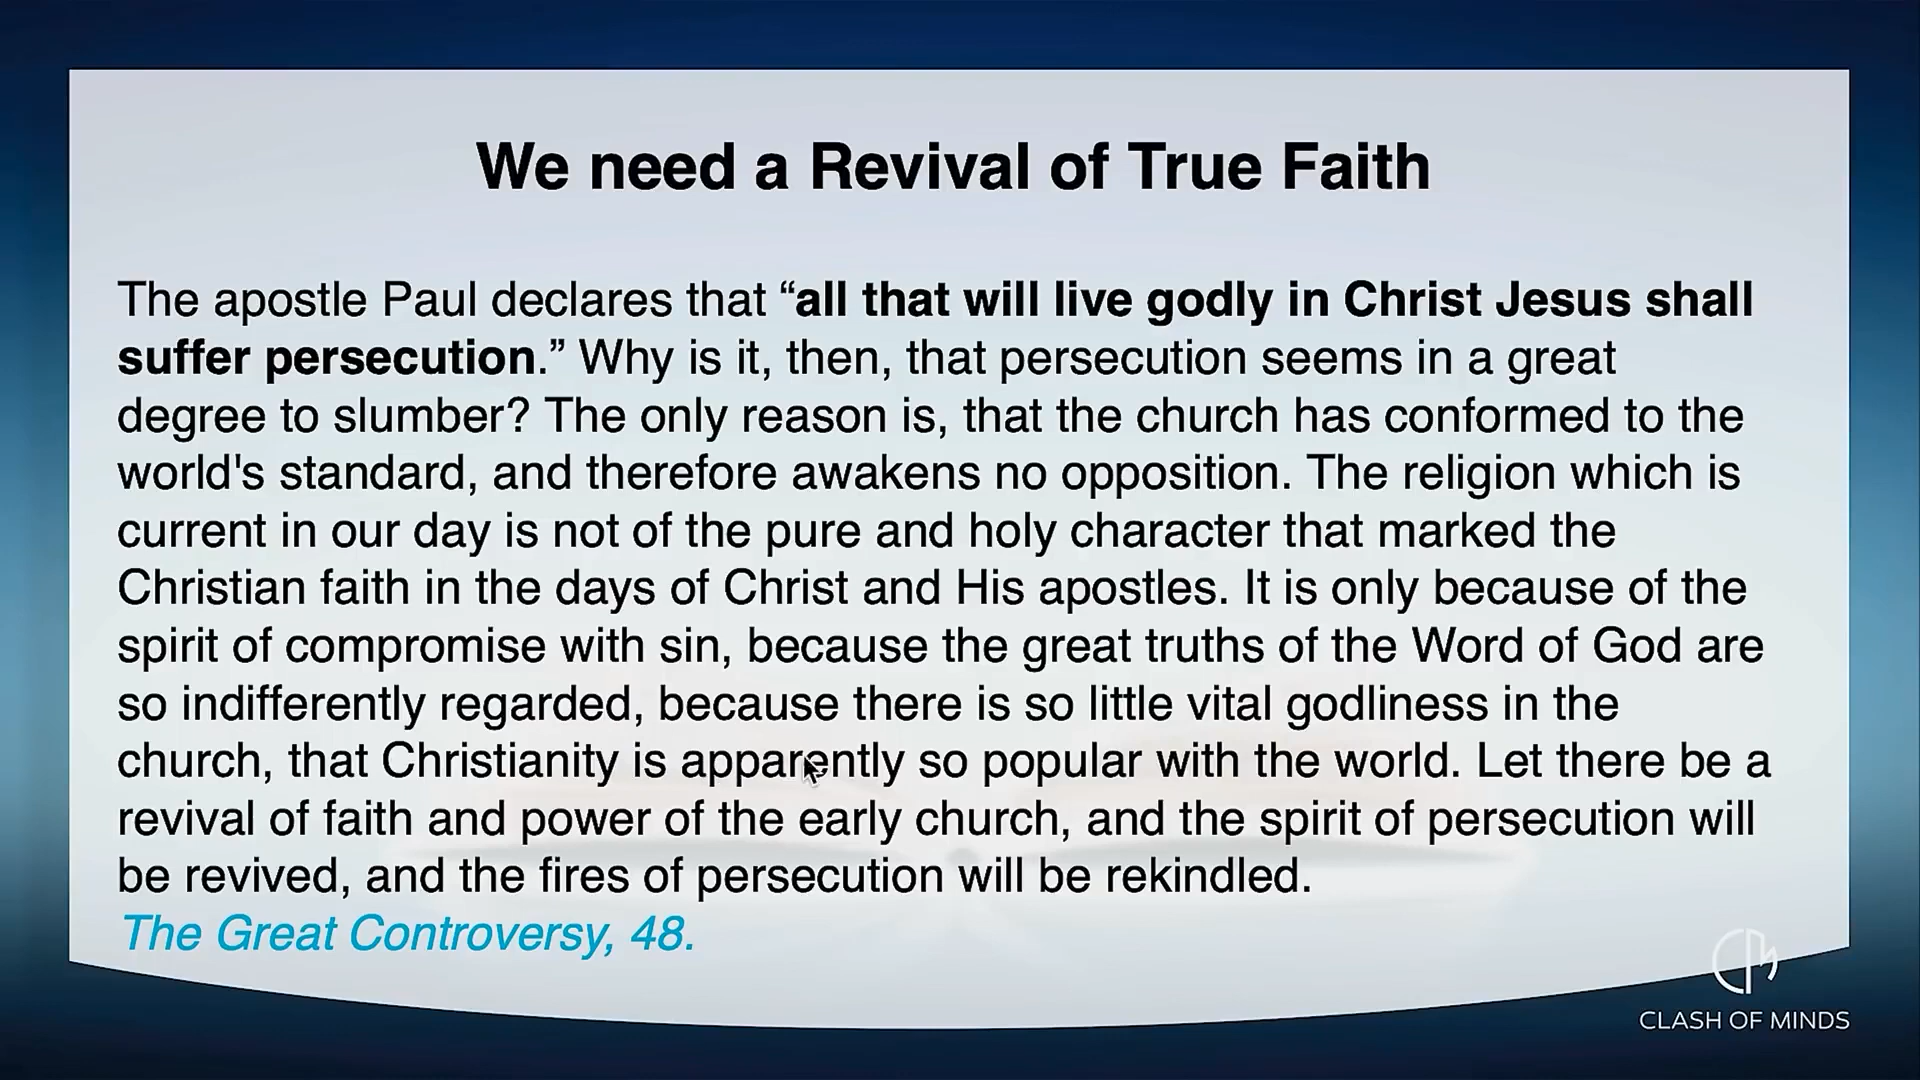 We need a Revival of True Faith
The apostle Paul declares that “all that will live godly in Christ Jesus shall
suffer persecution.” Why is it, then, that persecution seems in a great
degree to slumber? The only reason is, that the church has conformed to the
world's standard, and therefore awakens no opposition. The religion which is
current in our day is not of the pure and holy character that marked the
Christian faith in the days of Christ and His apostles. It is only because of the
spirit of compromise with sin, because the great truths of the Word of God are
so indifferently regarded, because there is so little vital godliness in the
church, that Christianity is apparently so popular with the world. Let there be a
revival of faith and power of the early church, and the spirit of persecution will
be revived, and the fires of persecution will be rekindled.
The Great Controversy, 48.
CLASH OF MINDS